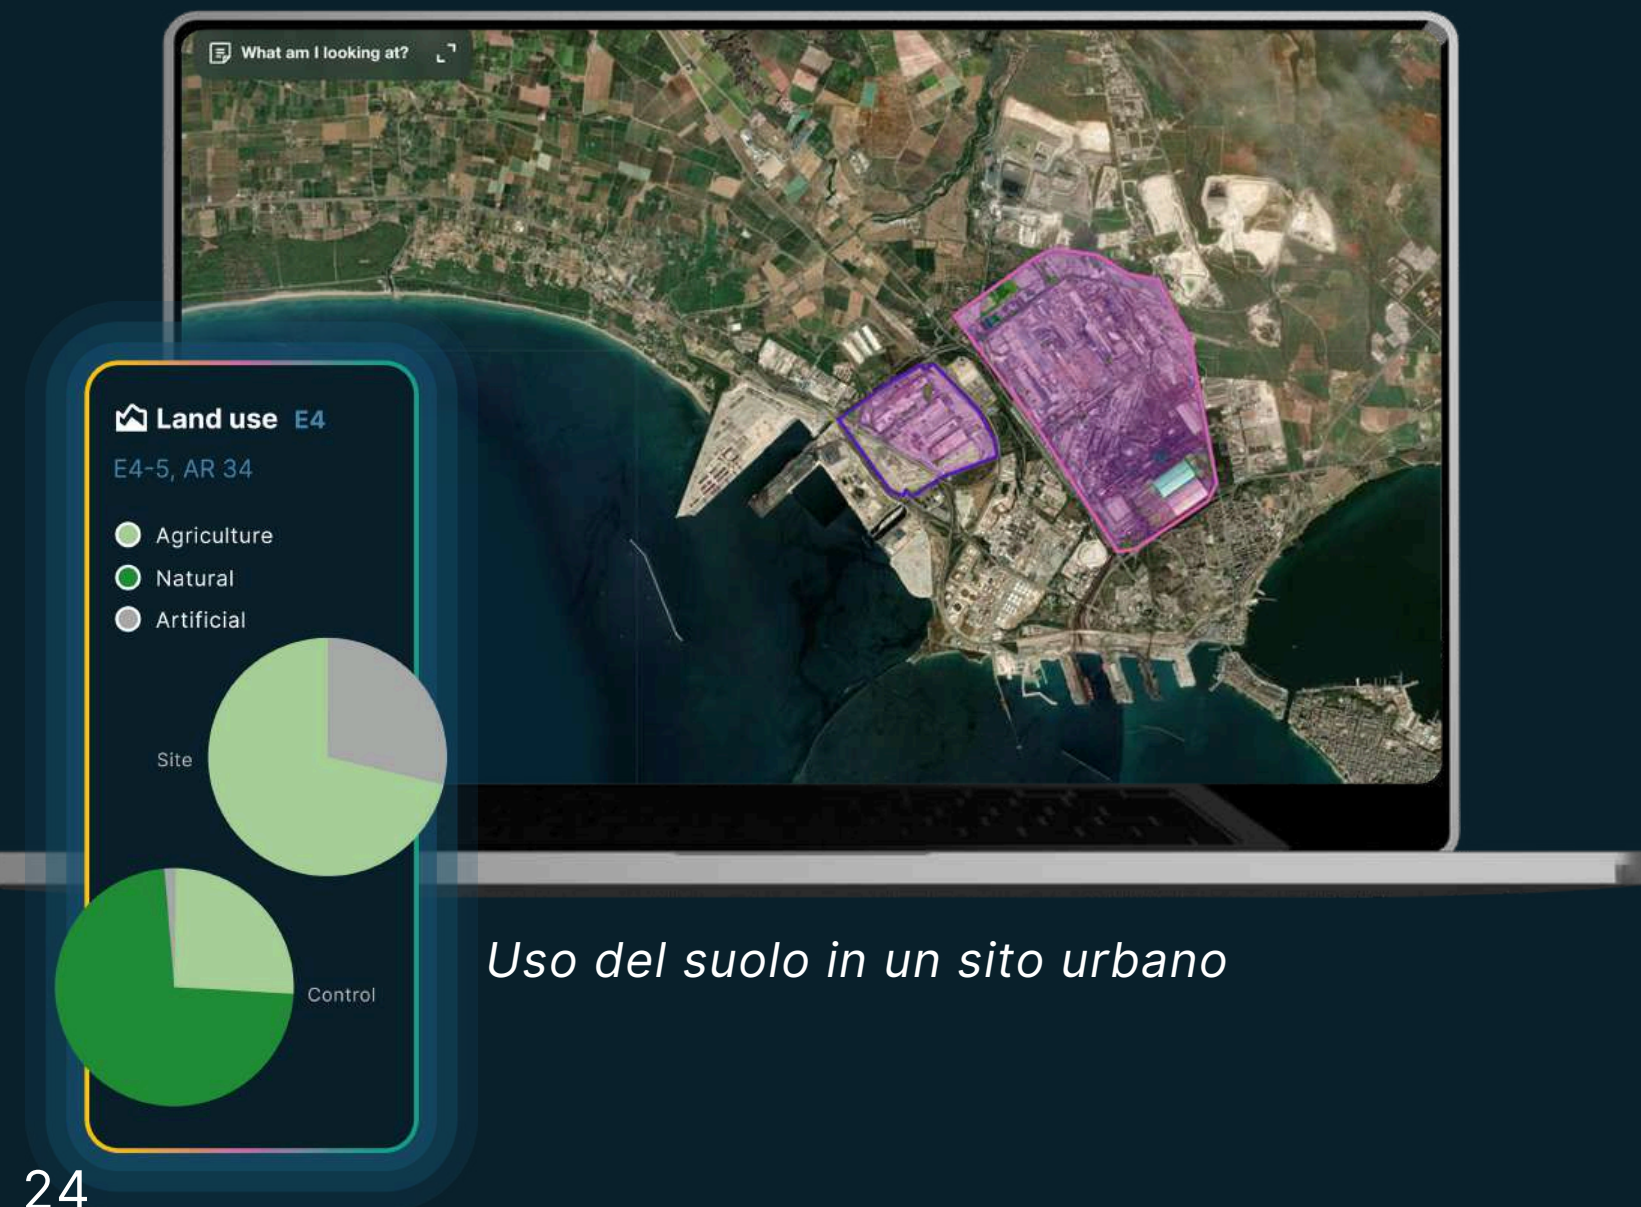 What am I looking at?
Land use E4
E4-5, AR 34
Agriculture
Natural
Artificial
Site
Control
Uso del suolo in un sito urbano
24